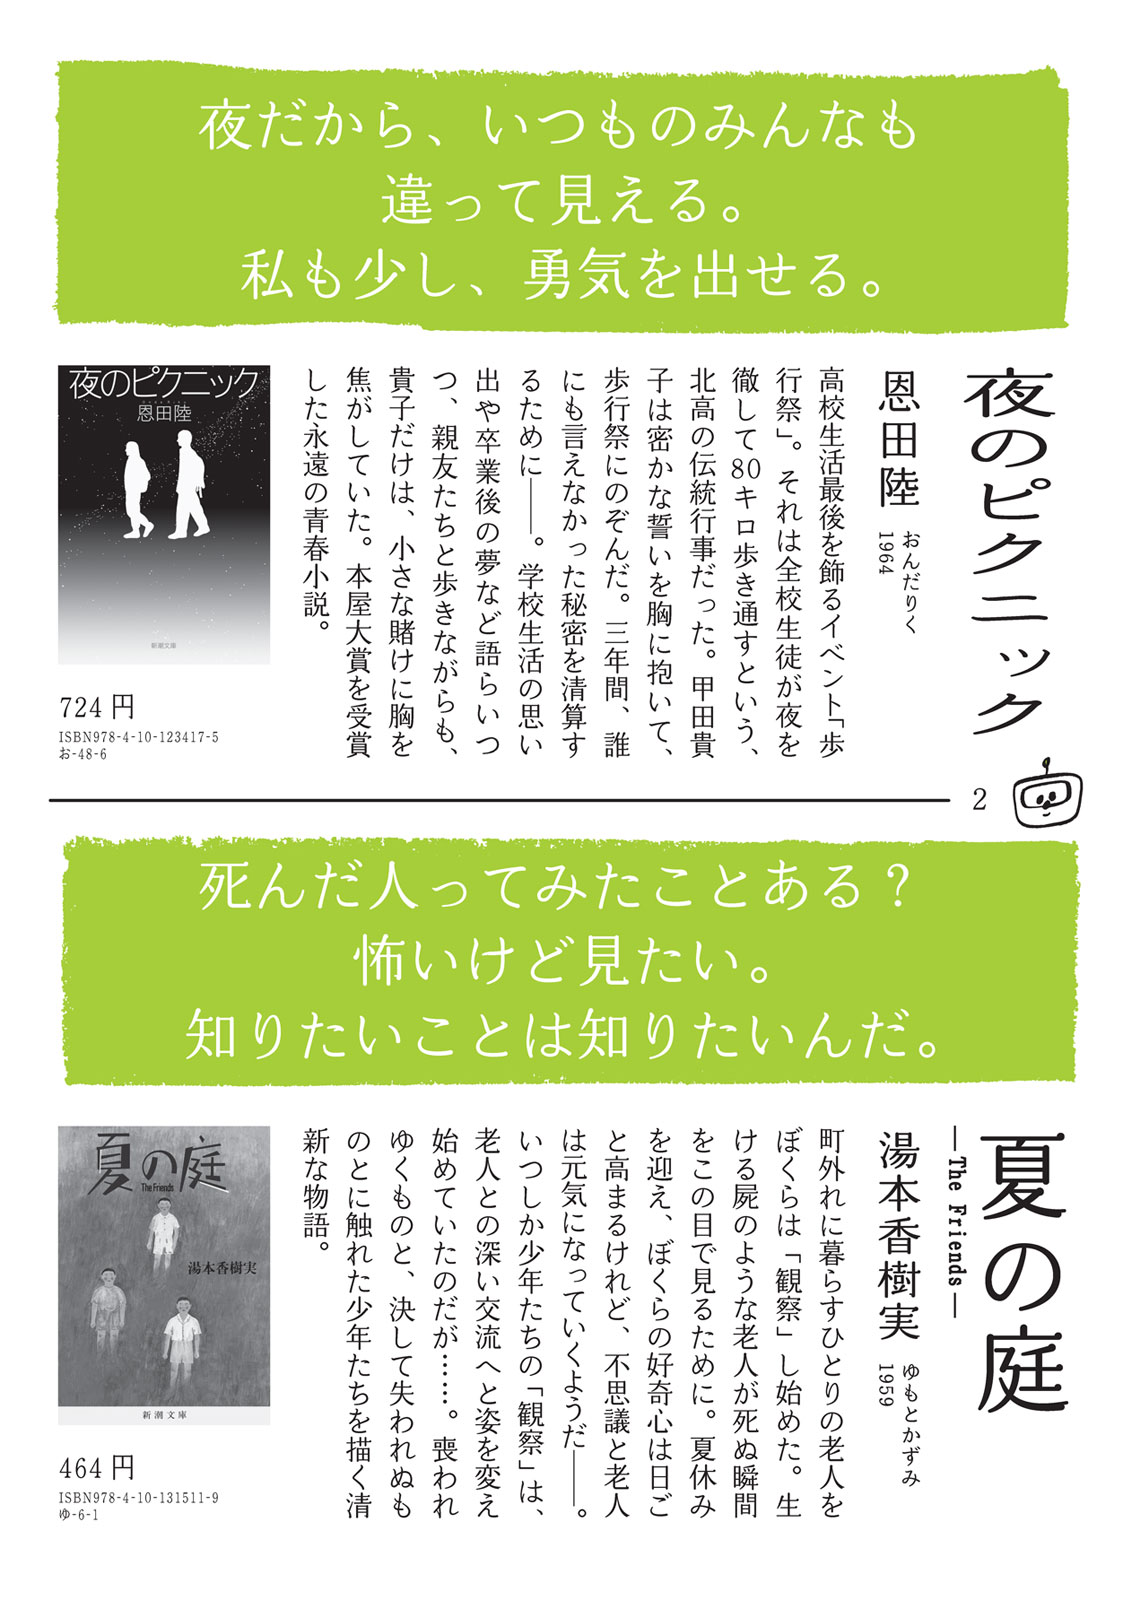 夜だから、いつものみんなも
違って見える。
私も少し、勇気を出せる。
夜のピクニック
恩田陸
おんだりく
1964
高校生活最後を飾るイベント「歩
行祭」。それは全校生徒が夜を
徹して80キロ歩き通すという、
北高の伝統行事だった。甲田貴
子は密かな誓いを胸に抱いて、
歩行祭にのぞんだ。三年間、誰
にも言えなかった秘密を清算す
るために――。学校生活の思い
出や卒業後の夢など語らいつ
つ、親友たちと歩きながらも、
貴子だけは、小さな賭けに胸を
焦がしていた。本屋大賞を受賞
した永遠の青春小説。
夜のピクニック
恩田陸
新潮文庫
724円
ISBN978-4-10-123417-5
お-48-6
2
死んだ人ってみたことある？
怖いけど見たい。
知りたいことは知りたいんだ。
夏の庭
―The Friends―
湯本香樹実
ゆもとかずみ
1959
町外れに暮らすひとりの老人を
ぼくらは「観察」し始めた。生
ける屍のような老人が死ぬ瞬間
をこの目で見るために。夏休み
を迎え、ぼくらの好奇心は日ご
と高まるけれど、不思議と老人
は元気になっていくようだ――。
いつしか少年たちの「観察」は、
老人との深い交流へと姿を変え
始めていたのだが……。喪われ
ゆくものと、決して失われぬも
のとに触れた少年たちを描く清
新な物語。
夏の庭
The Friends
湯本香樹実
新潮文庫
464円
ISBN978-4-10-131511-9
ゆ-6-1